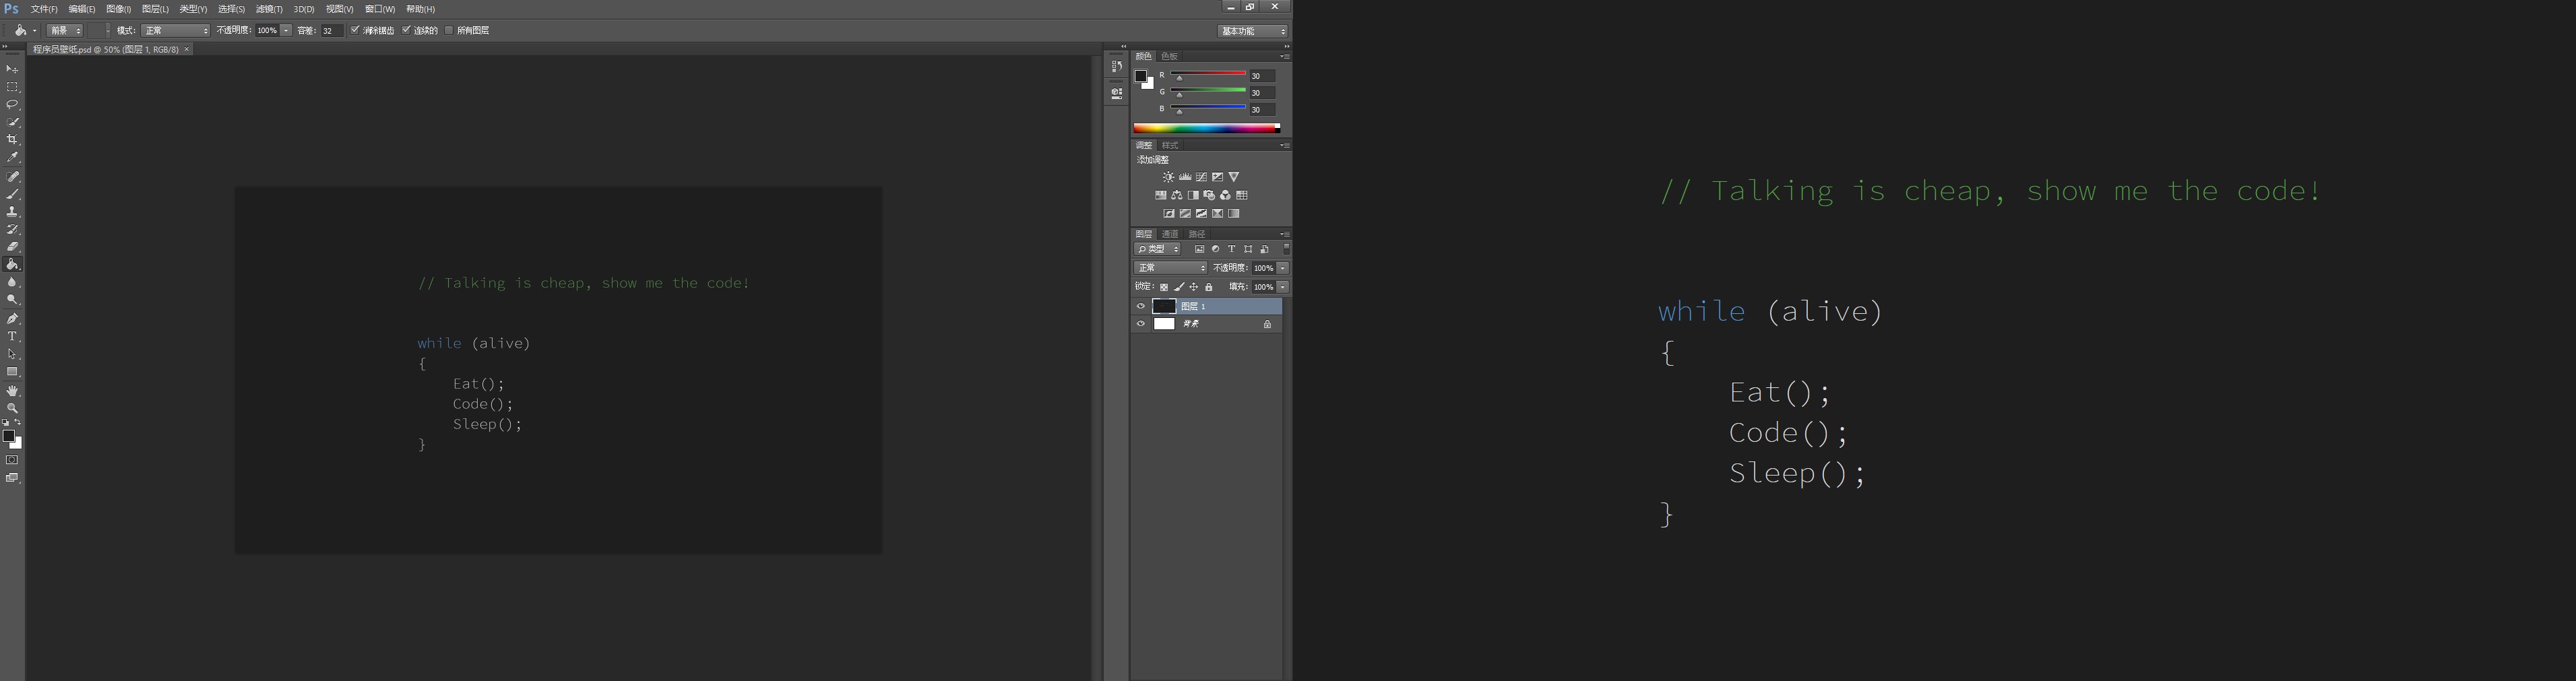 Ps 文件(F) 编辑(E) 图像(I) 图层(L) 类型(Y) 选择(S) 滤镜(T) 3D(D) 视图(V) 窗口(W) 帮助(H)
前景 模式: 正常 不透明度: 100% 容差: 32 消除锯齿 连续的 所有图层 基本功能
程序员壁纸.psd @ 50% (图层 1, RGB/8) ×
// Talking is cheap, show me the code!
while (alive)
{
Eat();
Code();
Sleep();
}
颜色 色板
R 30
G 30
B 30
调整 样式
添加调整
图层 通道 路径
类型
正常 不透明度: 100%
锁定: 填充: 100%
图层 1
背景
// Talking is cheap, show me the code!
while (alive)
{
Eat();
Code();
Sleep();
}